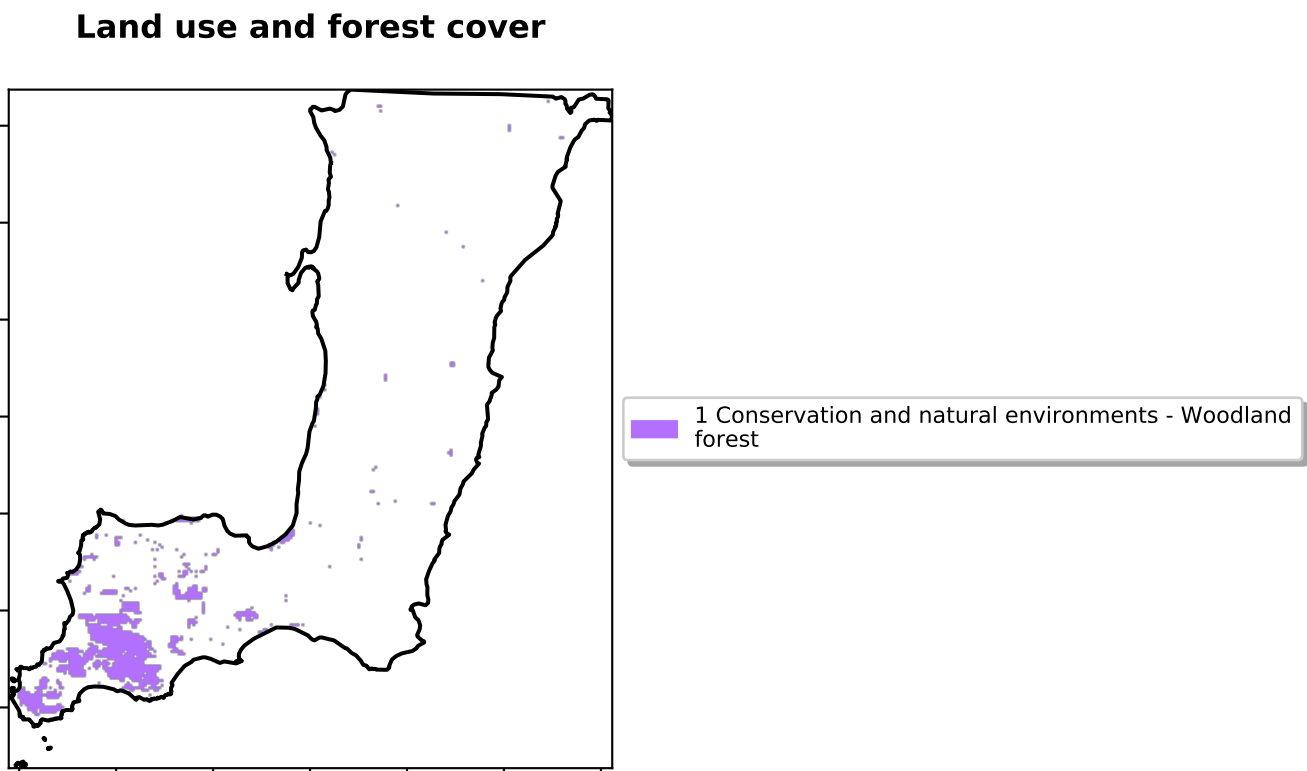 Land use and forest cover
1 Conservation and natural environments - Woodland
forest